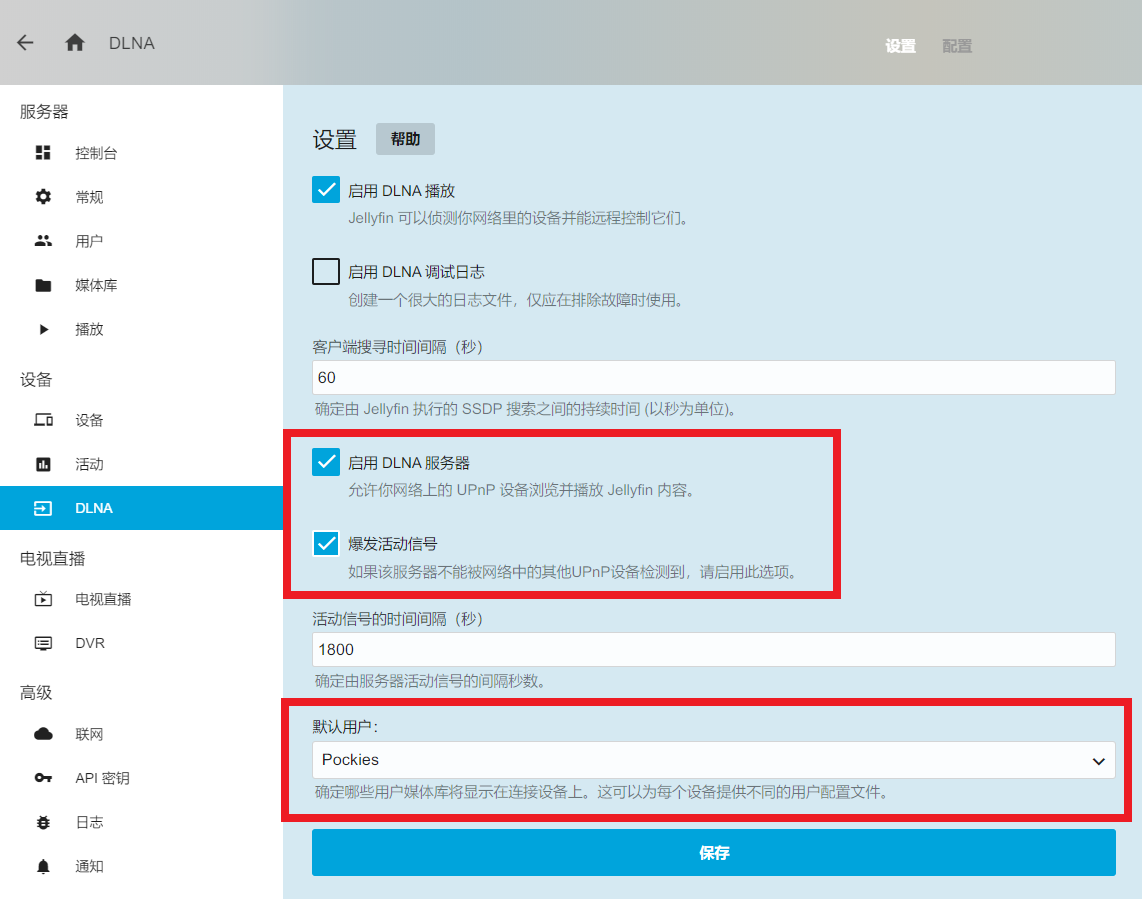 DLNA
设置 配置
服务器
控制台
常规
用户
媒体库
播放
设备
设备
活动
DLNA
电视直播
电视直播
DVR
高级
联网
API 密钥
日志
通知
设置 帮助
启用 DLNA 播放
Jellyfin 可以侦测你网络里的设备并能远程控制它们。
启用 DLNA 调试日志
创建一个很大的日志文件，仅应在排除故障时使用。
客户端搜寻时间间隔（秒）
60
确定由 Jellyfin 执行的 SSDP 搜索之间的持续时间 (以秒为单位)。
启用 DLNA 服务器
允许你网络上的 UPnP 设备浏览并播放 Jellyfin 内容。
爆发活动信号
如果该服务器不能被网络中的其他UPnP设备检测到，请启用此选项。
活动信号的时间间隔（秒）
1800
确定由服务器活动信号的间隔秒数。
默认用户：
Pockies
确定哪些用户媒体库将显示在连接设备上。这可以为每个设备提供不同的用户配置文件。
保存